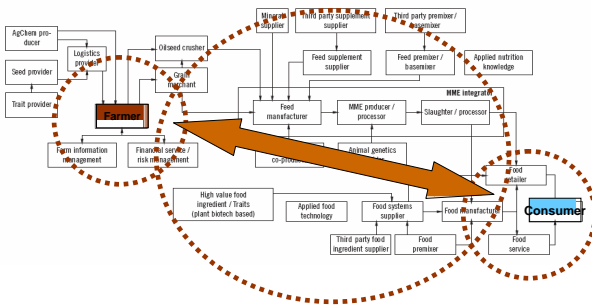 Minerals
supplier
Third party supplement
supplier
Third party premixer /
basemixer
AgChem pro-
ducer
Logistics
provider
Oilseed crusher
Seed provider
Grain
merchant
Trait provider
Feed supplement
supplier
Feed premixer /
basemixer
Applied nutrition
knowledge
MME integrator
Farmer
Feed
manufacturer
MME producer /
processor
Slaughter / processor
Farm information
management
Financial service /
risk management
co-produ
Animal genetics
Food
retailer
High value food
ingredient / Traits
(plant biotech based)
Applied food
technology
Food systems
supplier
Food manufacturer
Consumer
Third party food
ingredient supplier
Food
premixer
Food
service